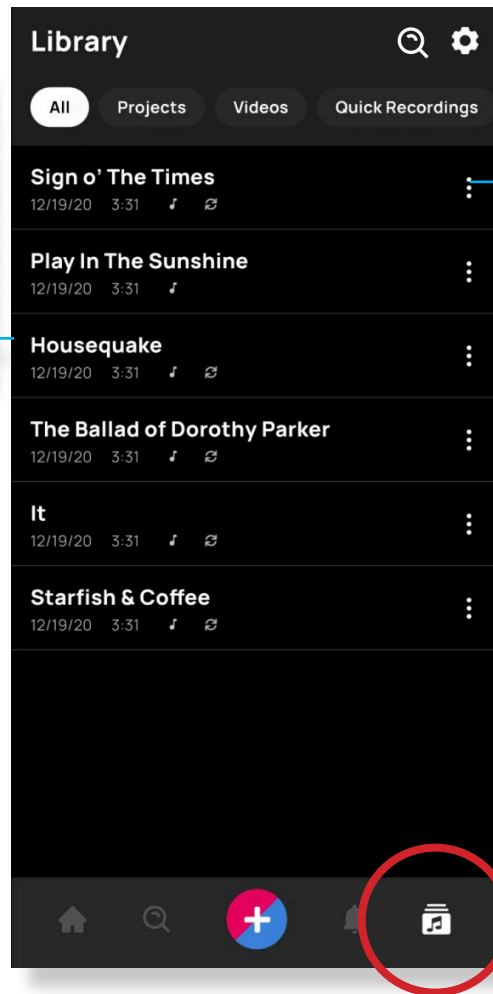 Library
All Projects Videos Quick Recordings
Sign o’ The Times
12/19/20 3:31
Play In The Sunshine
12/19/20 3:31
Housequake
12/19/20 3:31
The Ballad of Dorothy Parker
12/19/20 3:31
It
12/19/20 3:31
Starfish & Coffee
12/19/20 3:31